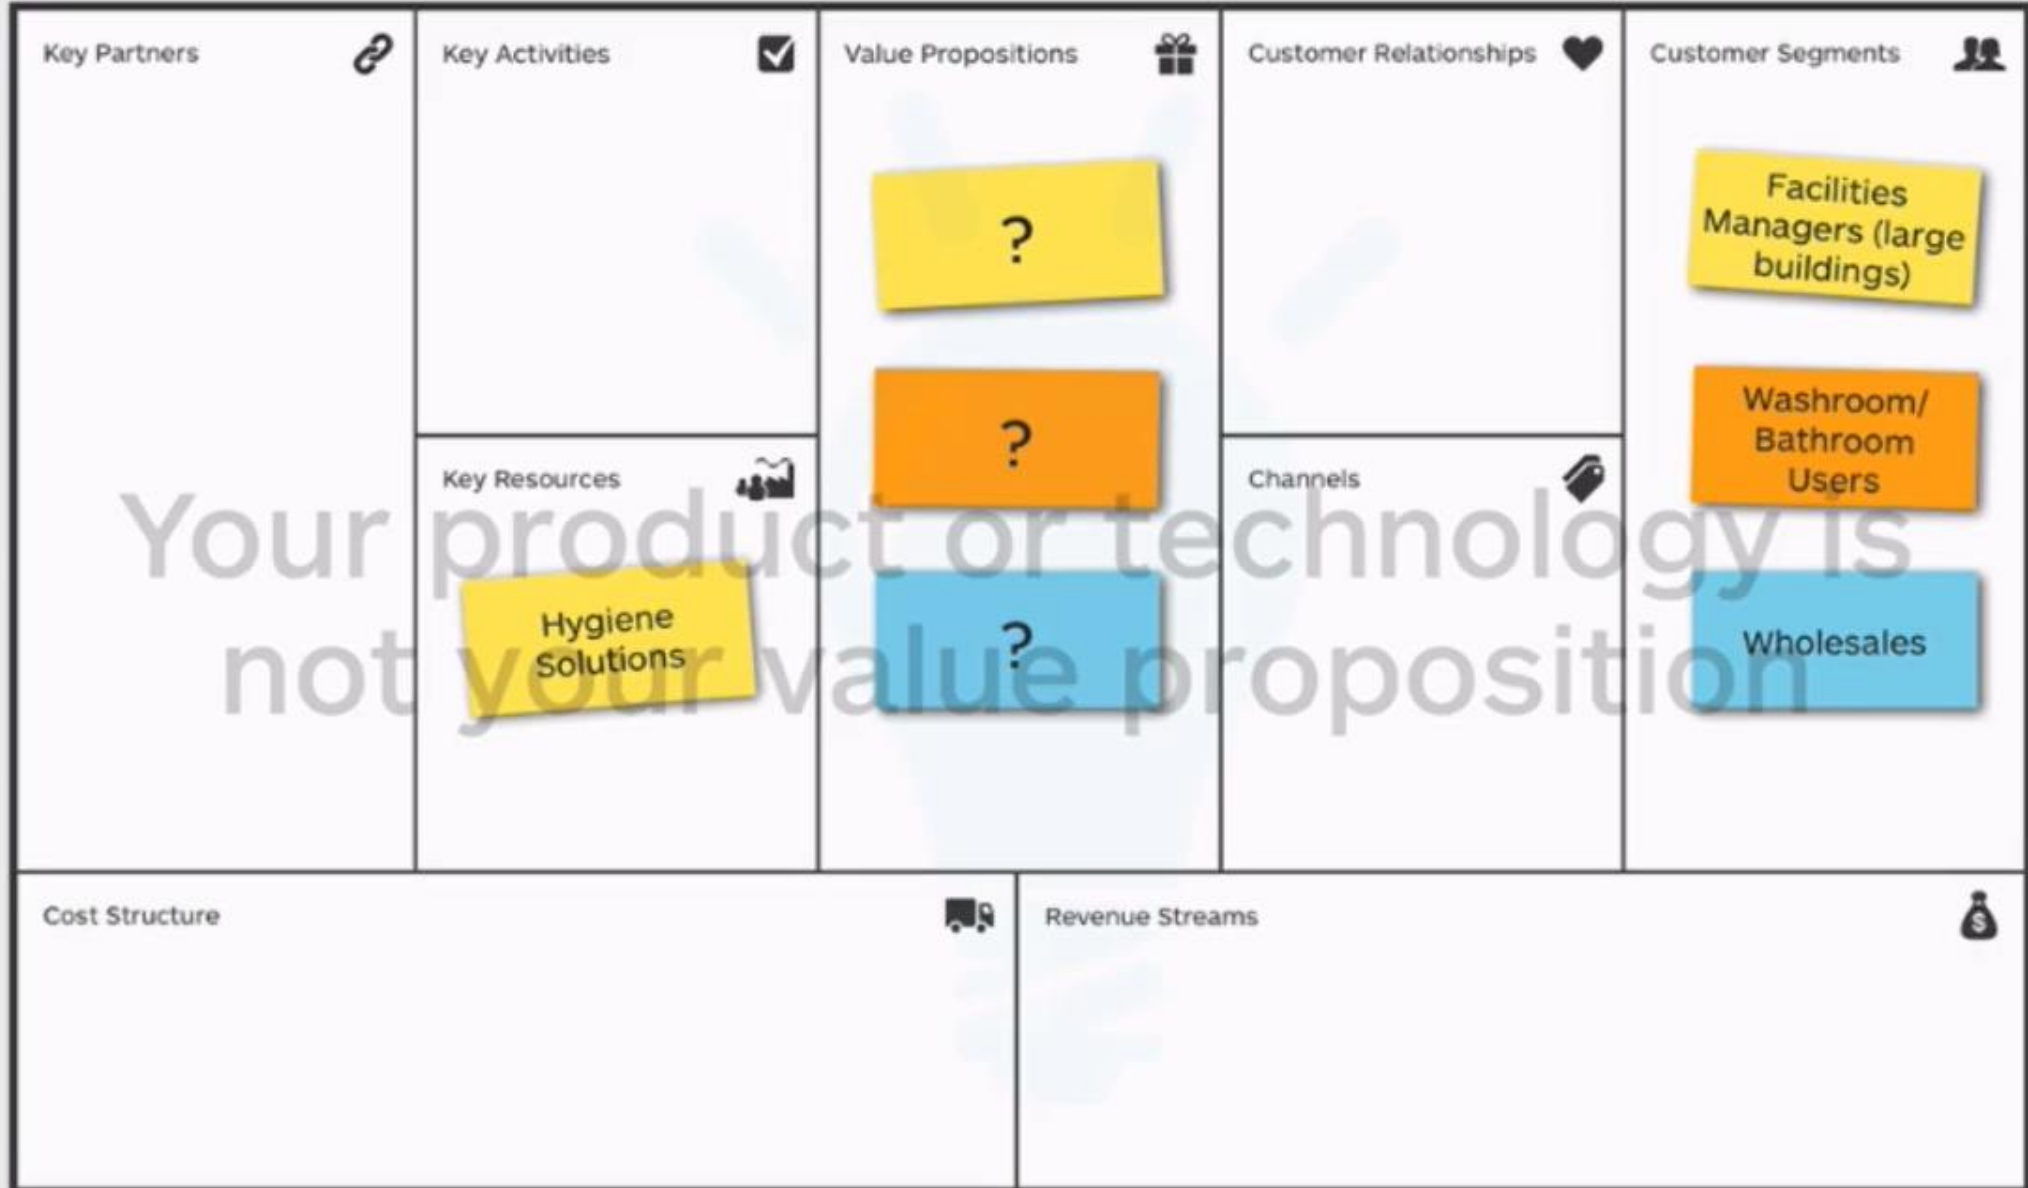 Key Partners
Key Activities
Value Propositions
Customer Relationships
Customer Segments
?
Facilities
Managers (large
buildings)
?
Washroom/
Bathroom
Users
Key Resources
Channels
Your product or technology is
not your value proposition
Hygiene
Solutions
?
Wholesales
Cost Structure
Revenue Streams
$